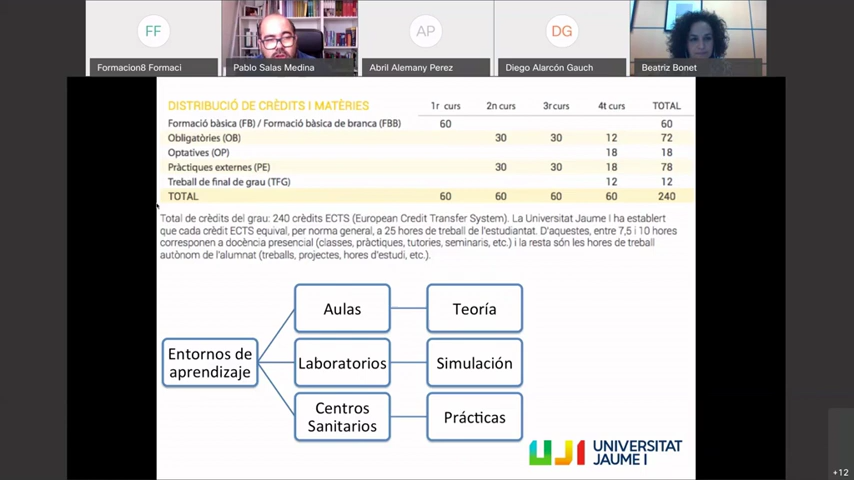 FF
AP
DG
Formacion8 Formaci
Pablo Salas Medina
Abril Alemany Perez
Diego Alarcón Gauch
Beatriz Bonet
DISTRIBUCIÓ DE CRÈDITS I MATÈRIES 1r curs 2n curs 3r curs 4t curs TOTAL
Formació bàsica (FB) / Formació bàsica de branca (FBB) 60 60
Obligatòries (OB) 30 30 12 72
Optatives (OP) 18 18
Pràctiques externes (PE) 30 30 18 78
Treball de final de grau (TFG) 12 12
TOTAL 60 60 60 60 240
Total de crèdits del grau: 240 crèdits ECTS (European Credit Transfer System). La Universitat Jaume I ha establert
que cada crèdit ECTS equival, per norma general, a 25 hores de treball de l'estudiantat. D'aquestes, entre 7,5 i 10 hores
corresponen a docència presencial (classes, pràctiques, tutories, seminaris, etc.) i la resta són les hores de treball
autònom de l'alumnat (treballs, projectes, hores d'estudi, etc.).
Entornos de
aprendizaje
Aulas
Teoría
Laboratorios
Simulación
Centros
Sanitarios
Prácticas
UJI UNIVERSITAT
JAUME I
+12